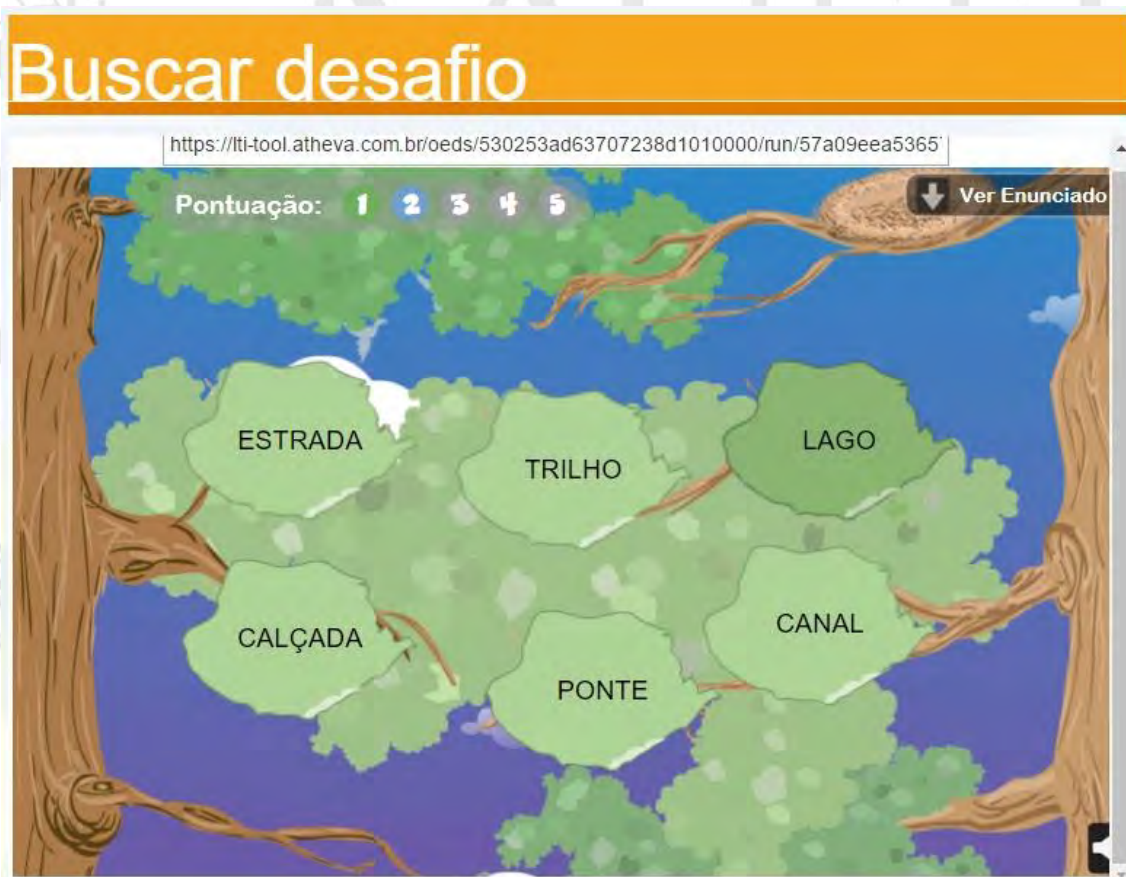 Buscar desafio
https://lti-tool.atheva.com.br/oeds/530253ad63707238d1010000/run/57a09eea5365
Pontuação: 1 2 3 4 5
Ver Enunciado
ESTRADA
TRILHO
LAGO
CALÇADA
PONTE
CANAL